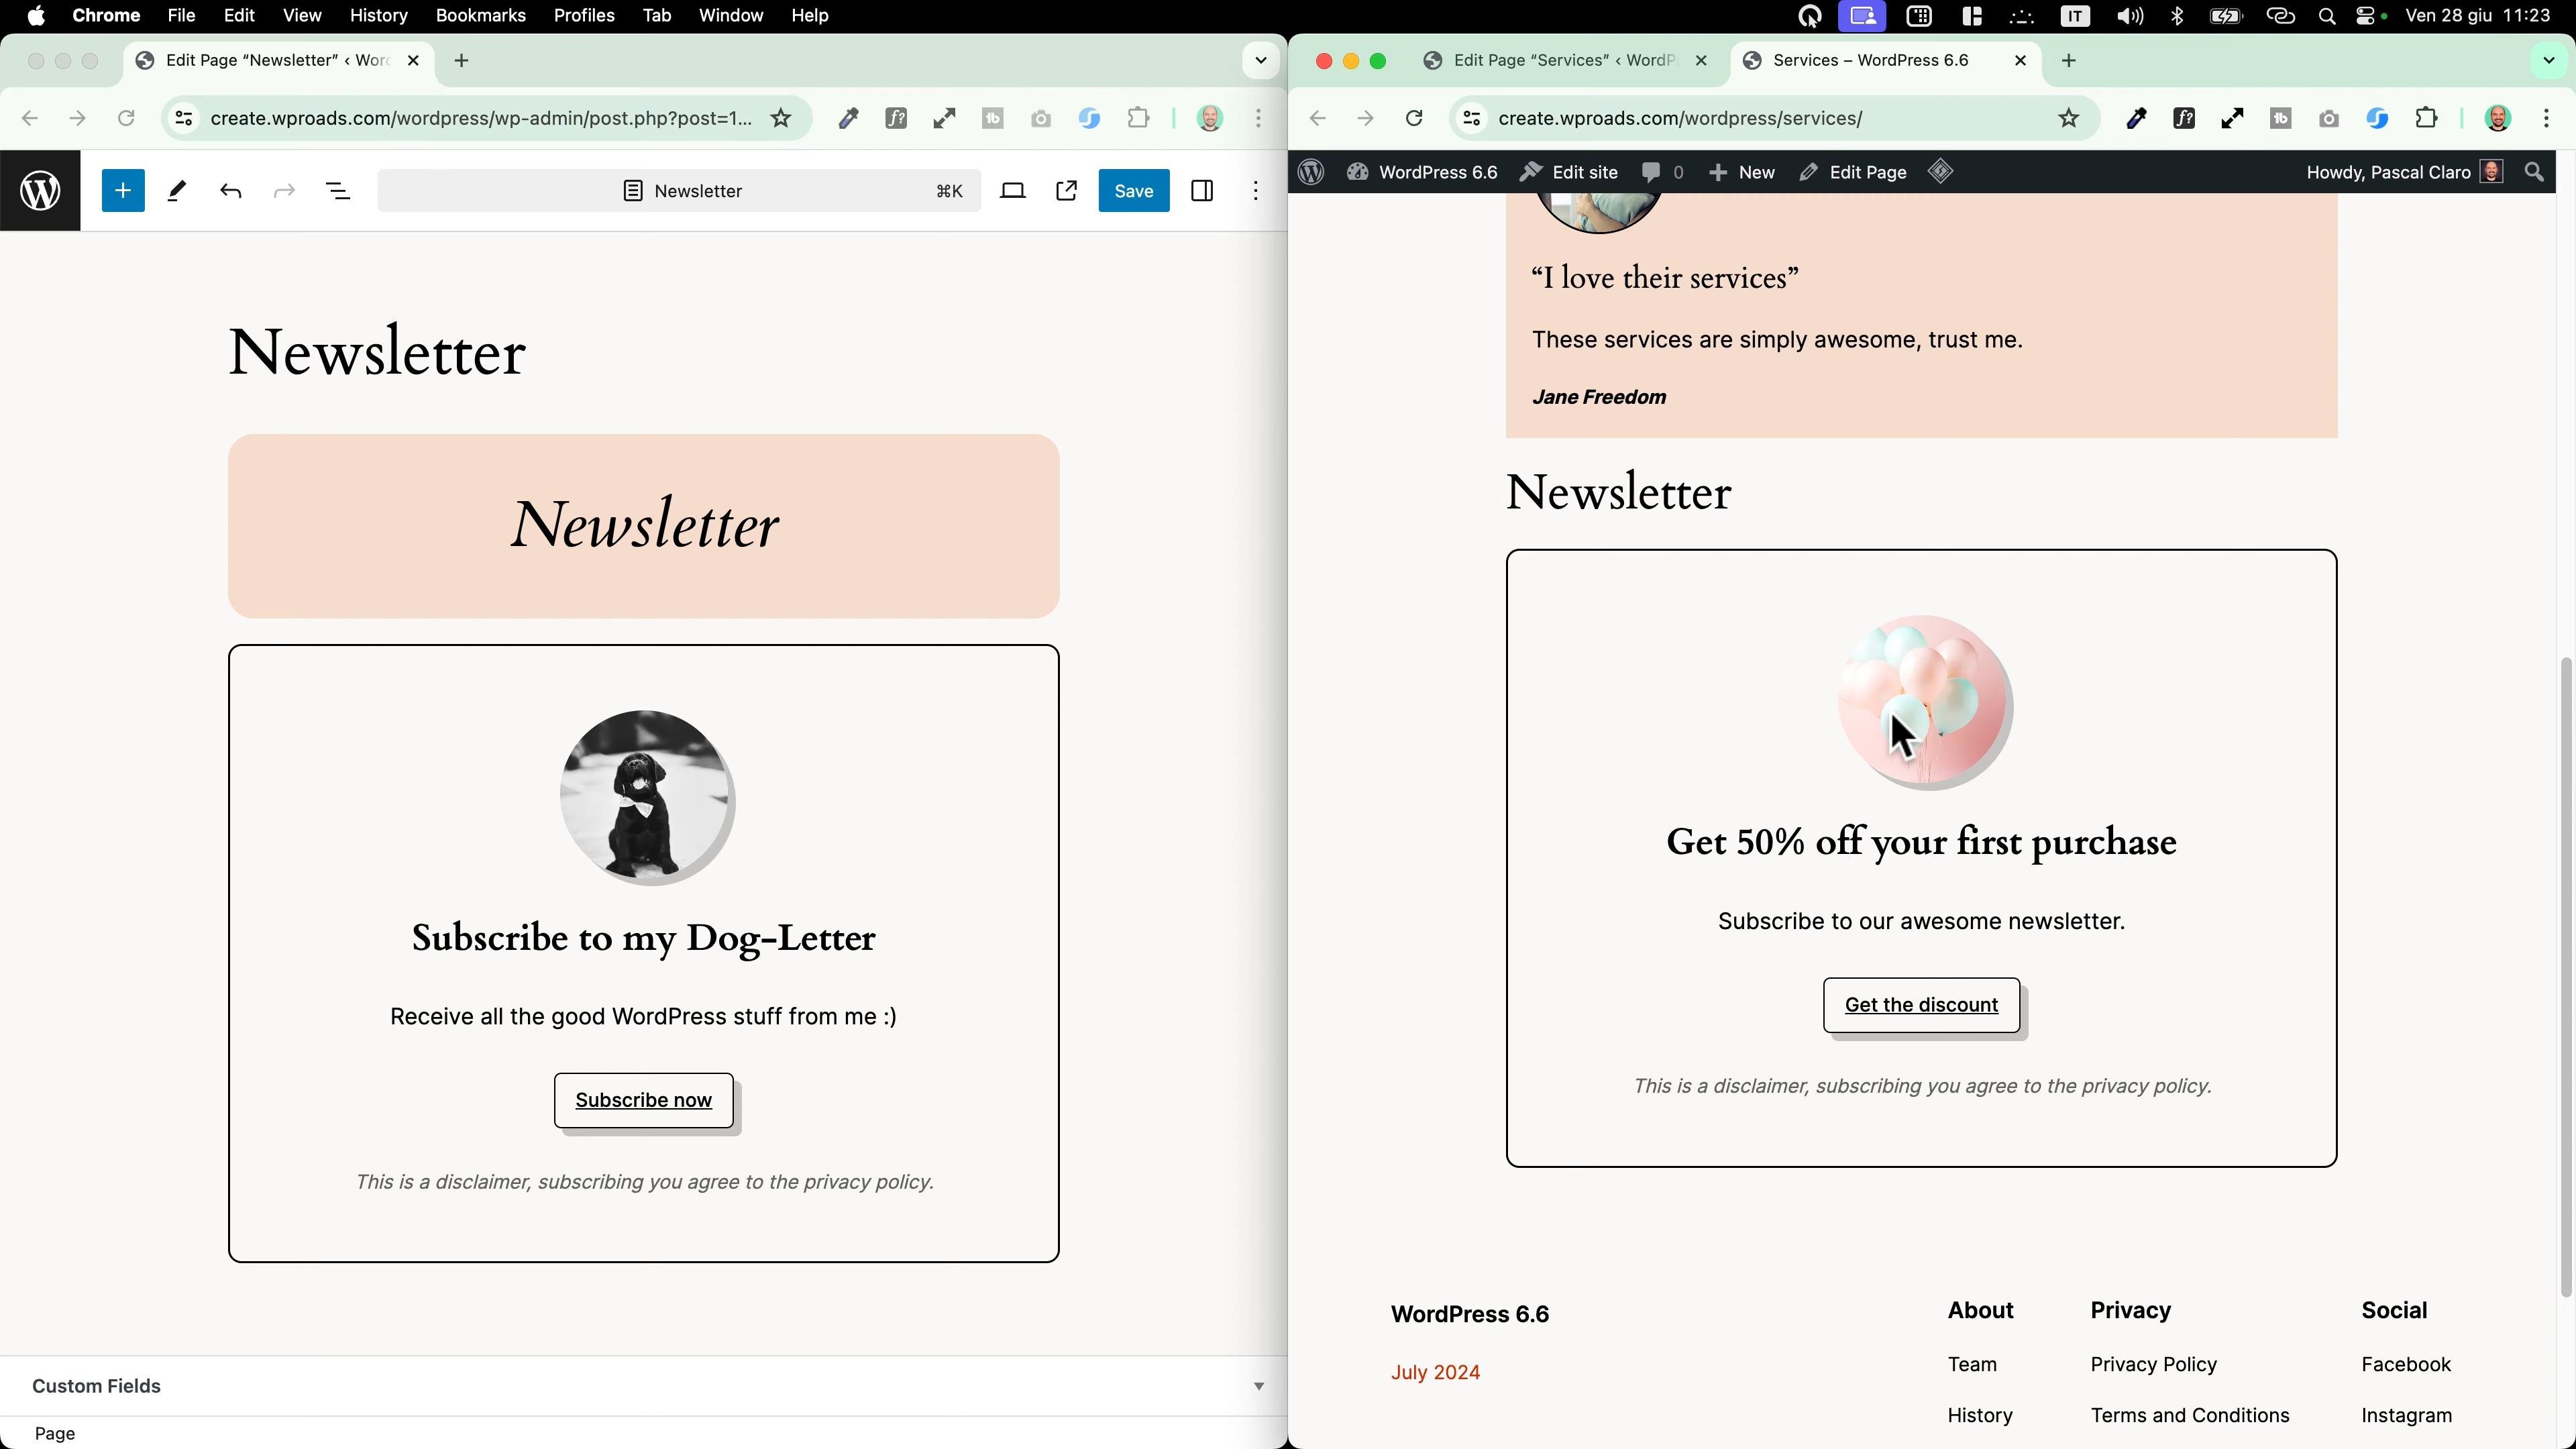 Chrome File Edit View History Bookmarks Profiles Tab Window Help
IT Ven 28 giu 11:23
Edit Page “Newsletter” ‹ Wor
create.wproads.com/wordpress/wp-admin/post.php?post=1...
Newsletter ⌘K
Save
Newsletter
Newsletter
Subscribe to my Dog-Letter
Receive all the good WordPress stuff from me :)
Subscribe now
This is a disclaimer, subscribing you agree to the privacy policy.
Custom Fields
Page
Edit Page “Services” ‹ WordP
Services – WordPress 6.6
create.wproads.com/wordpress/services/
WordPress 6.6 Edit site 0 New Edit Page
Howdy, Pascal Claro
“I love their services”
These services are simply awesome, trust me.
Jane Freedom
Newsletter
Get 50% off your first purchase
Subscribe to our awesome newsletter.
Get the discount
This is a disclaimer, subscribing you agree to the privacy policy.
WordPress 6.6
July 2024
About
Team
History
Privacy
Privacy Policy
Terms and Conditions
Social
Facebook
Instagram